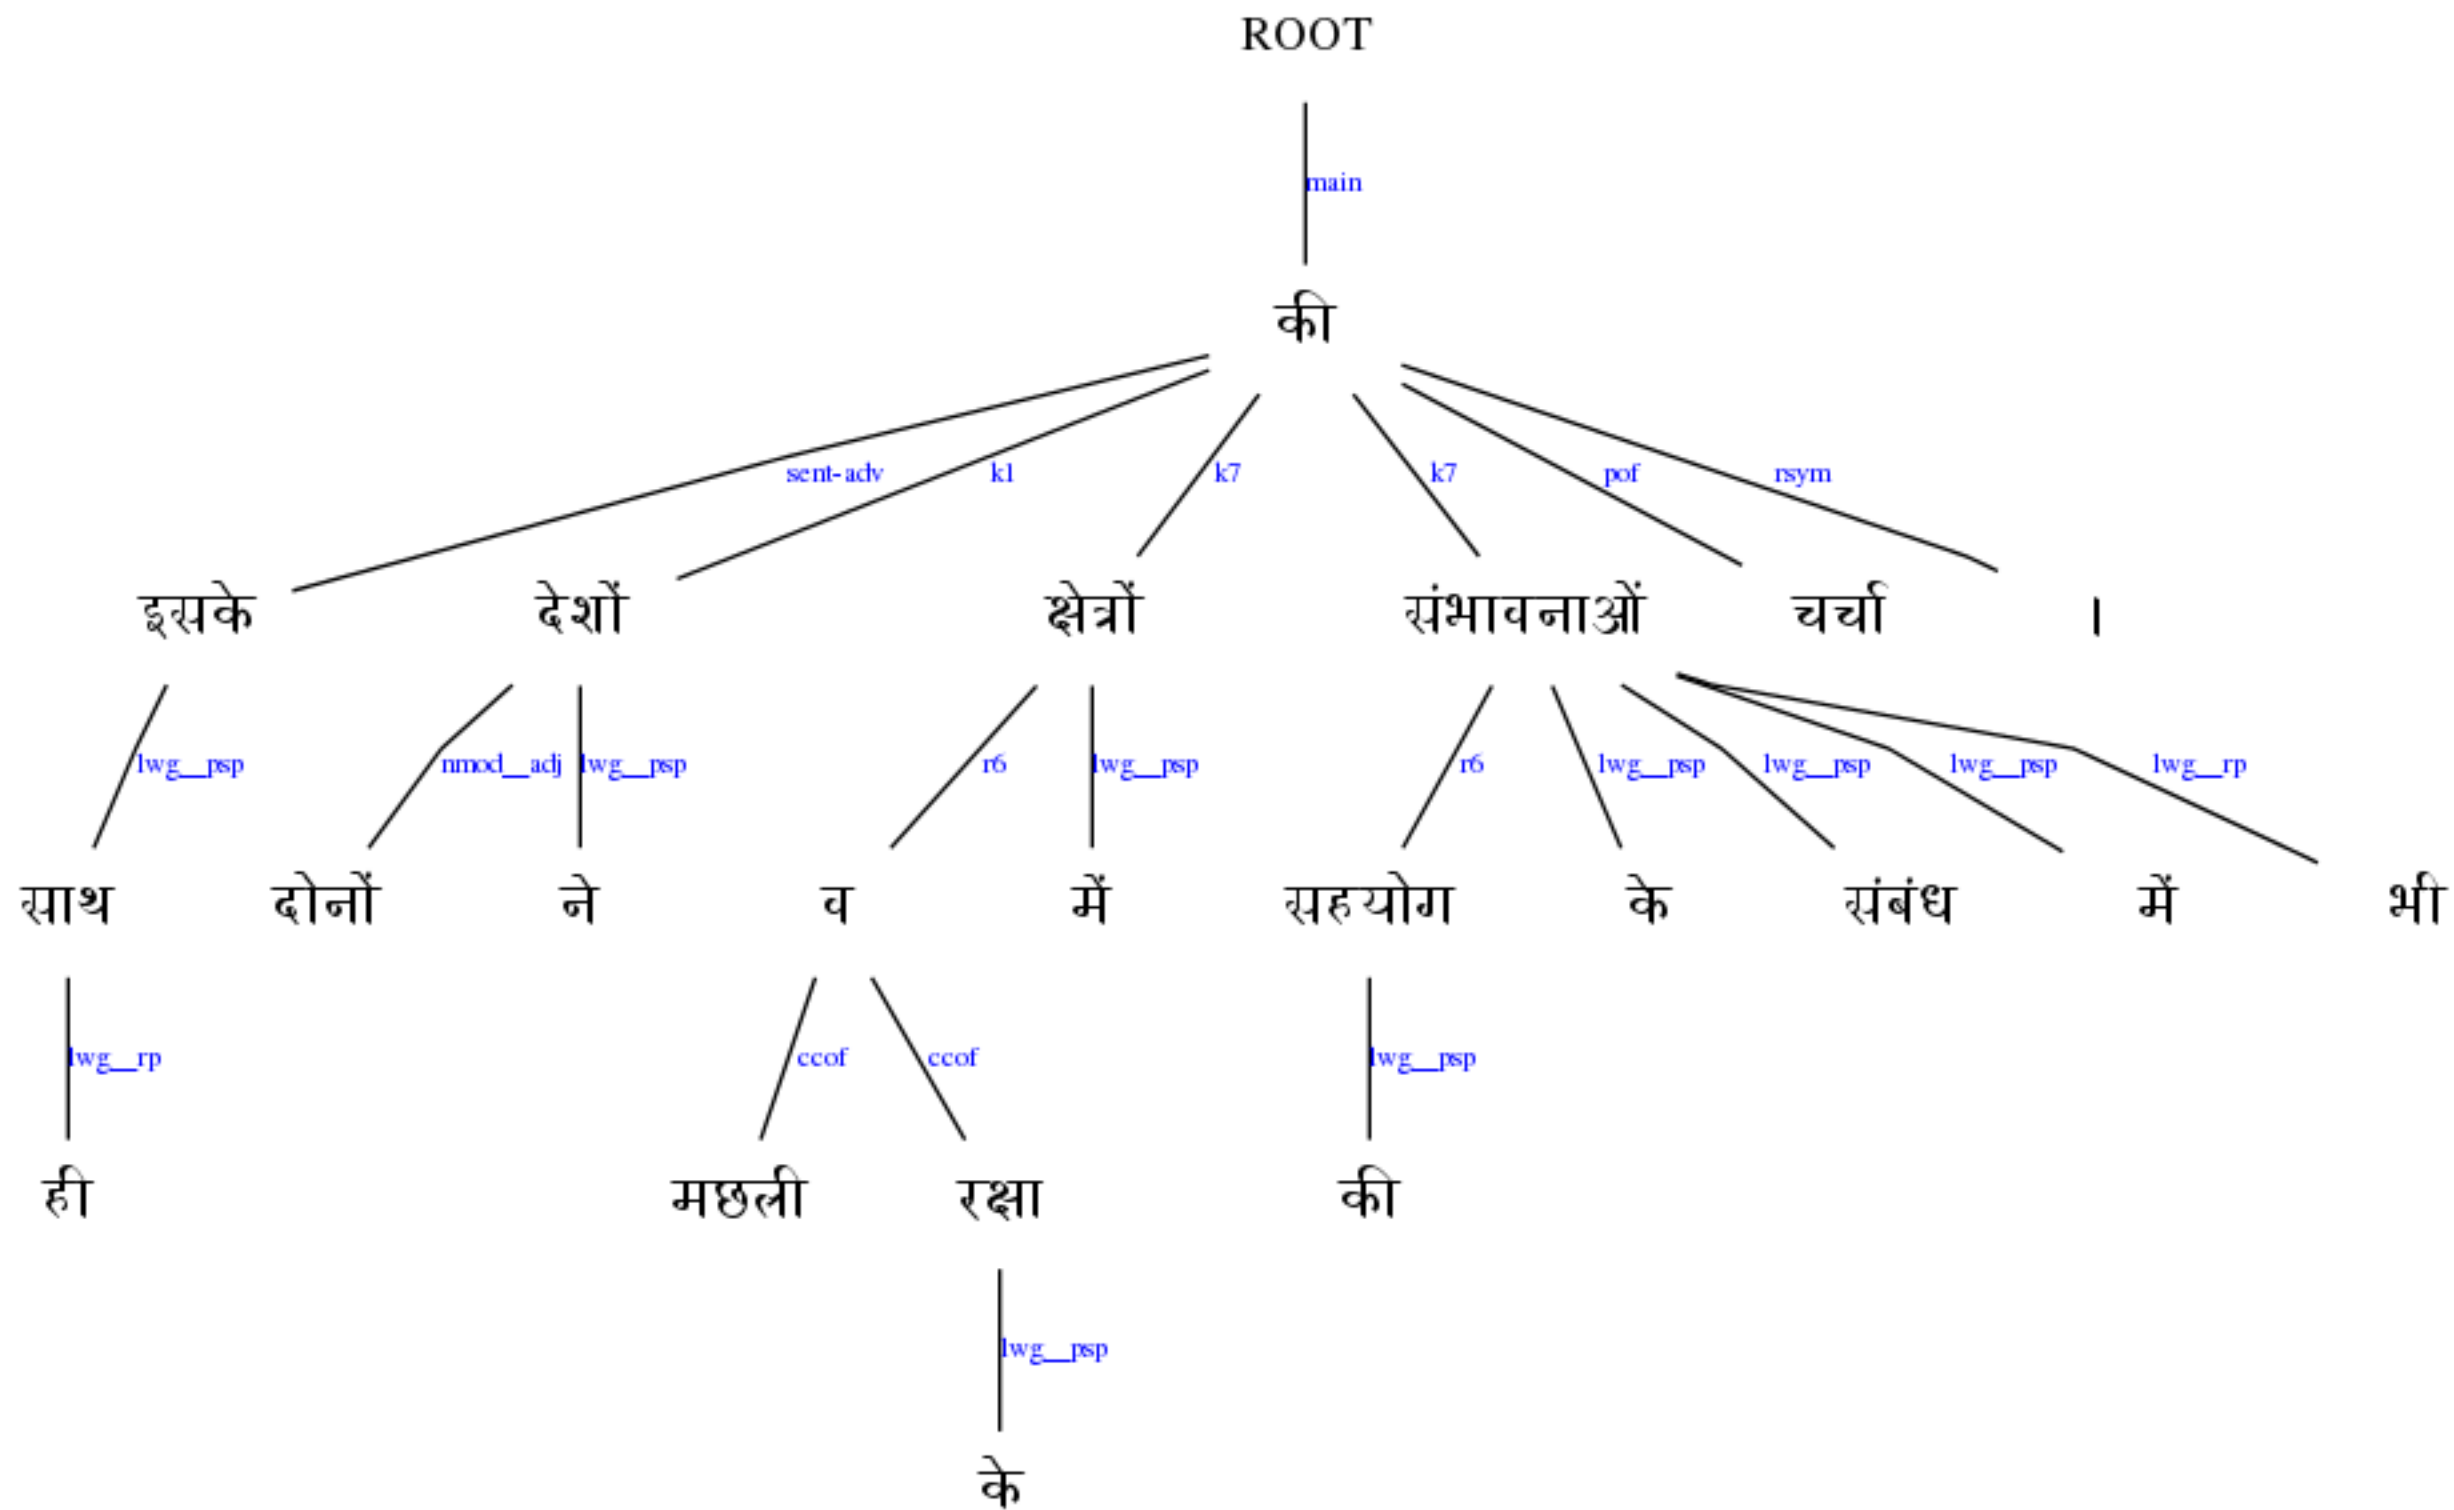 ROOT
main
की
sent-adv k1 k7 k7 pof rsym
इसके देशों क्षेत्रों संभावनाओं चर्चा ।
lwg__psp nmod__adj lwg__psp r6 lwg__psp r6 lwg__psp lwg__psp lwg__psp lwg__rp
साथ दोनों ने व में सहयोग के संबंध में भी
lwg__rp ccof ccof lwg__psp
ही मछली रक्षा की
lwg__psp
के